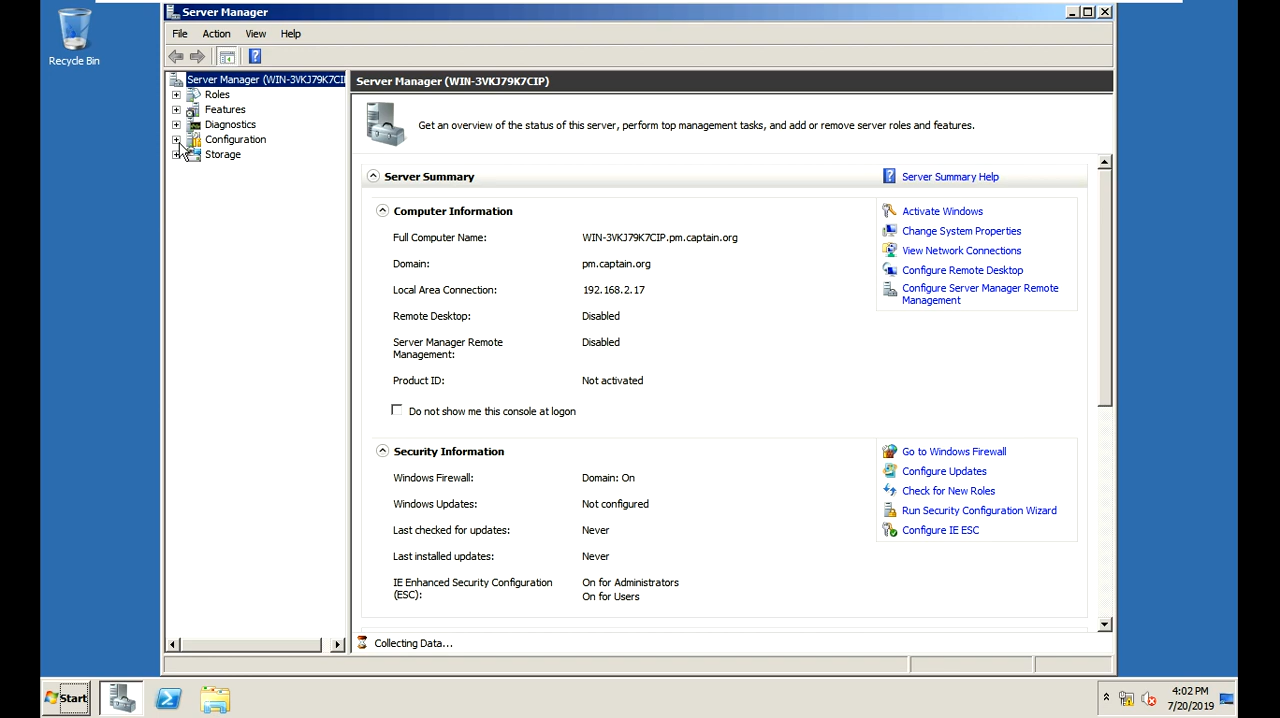 Server Manager
Recycle Bin
File Action View Help
Server Manager (WIN-3VKJ79K7CI
Roles
Features
Diagnostics
Configuration
Storage
Server Manager (WIN-3VKJ79K7CIP)
Get an overview of the status of this server, perform top management tasks, and add or remove server roles and features.
Server Summary
Server Summary Help
Computer Information
Full Computer Name: WIN-3VKJ79K7CIP.pm.captain.org
Domain: pm.captain.org
Local Area Connection: 192.168.2.17
Remote Desktop: Disabled
Server Manager Remote
Management:
Disabled
Product ID: Not activated
Do not show me this console at logon
Activate Windows
Change System Properties
View Network Connections
Configure Remote Desktop
Configure Server Manager Remote
Management
Security Information
Windows Firewall: Domain: On
Windows Updates: Not configured
Last checked for updates: Never
Last installed updates: Never
IE Enhanced Security Configuration
(ESC):
On for Administrators
On for Users
Go to Windows Firewall
Configure Updates
Check for New Roles
Run Security Configuration Wizard
Configure IE ESC
Collecting Data...
Start
4:02 PM
7/20/2019